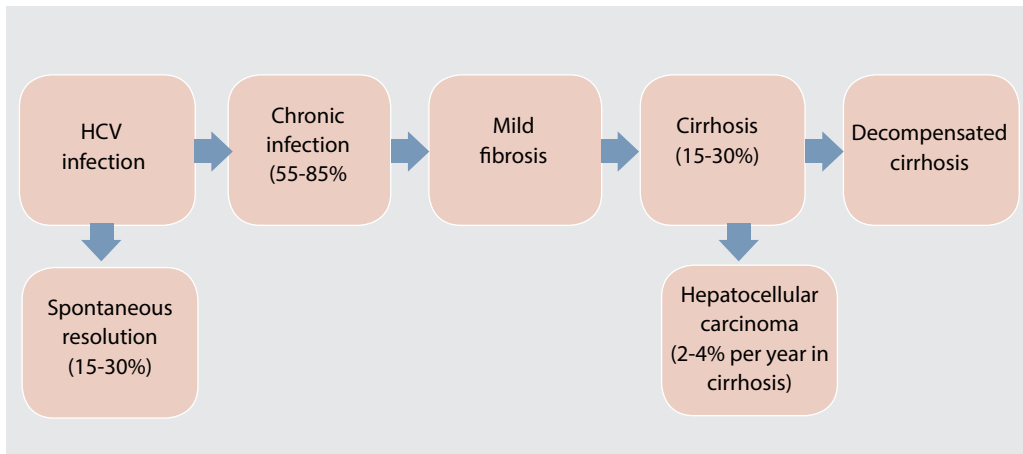 HCV
infection
Chronic
infection
(55-85%
Mild
fibrosis
Cirrhosis
(15-30%)
Decompensated
cirrhosis
Spontaneous
resolution
(15-30%)
Hepatocellular
carcinoma
(2-4% per year in
cirrhosis)